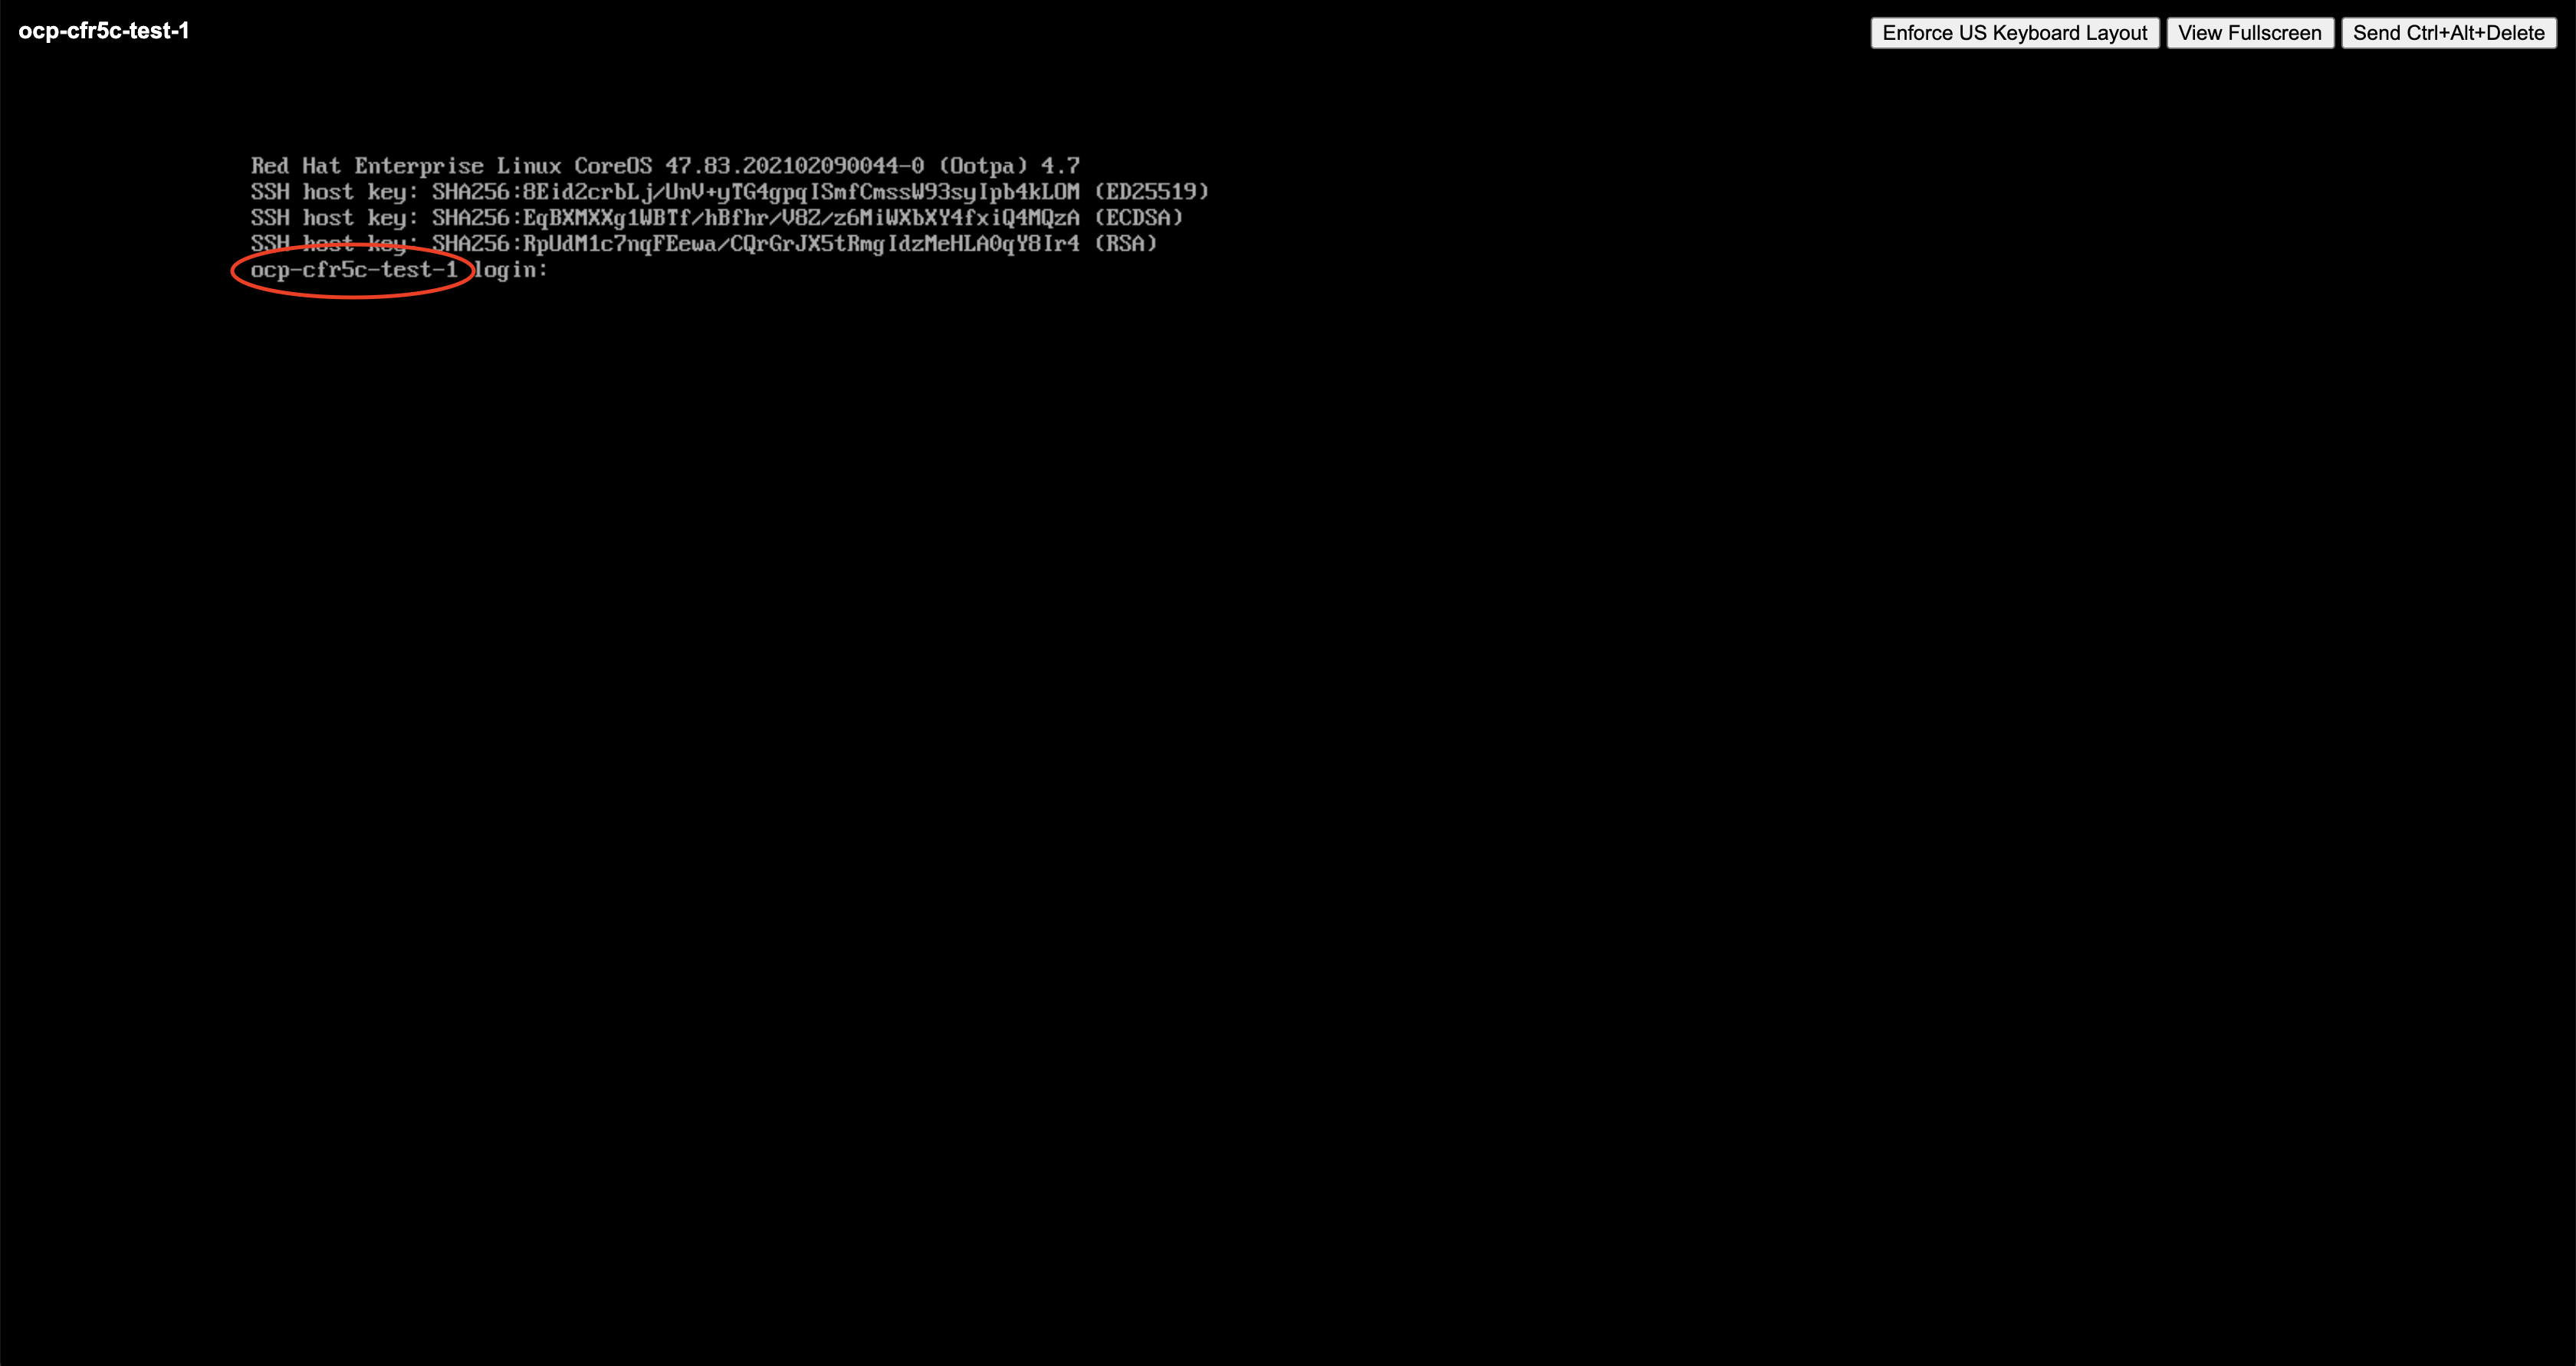 ocp-cfr5c-test-1
Enforce US Keyboard Layout View Fullscreen Send Ctrl+Alt+Delete
Red Hat Enterprise Linux CoreOS 47.83.202102090044-0 (Ootpa) 4.7
SSH host key: SHA256:8Eid2crbLj/UnV+yTG4gpqISmfCmssW93syIpb4kLOM (ED25519)
SSH host key: SHA256:EqBXMXXg1WBTf/hBfhr/V8Z/z6MiWXbXY4fxiQ4MQzA (ECDSA)
SSH host key: SHA256:RpUdM1c7nqFEewa/CQrGrJX5tRmgIdzMeHLA0qY8Ir4 (RSA)
ocp-cfr5c-test-1 login: